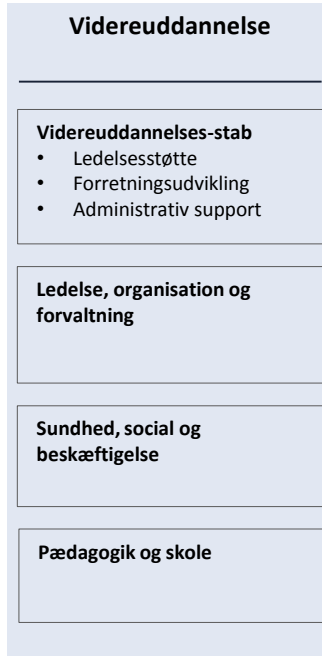 Videreuddannelse
Videreuddannelses-stab
• Ledelsesstøtte
• Forretningsudvikling
• Administrativ support
Ledelse, organisation og
forvaltning
Sundhed, social og
beskæftigelse
Pædagogik og skole